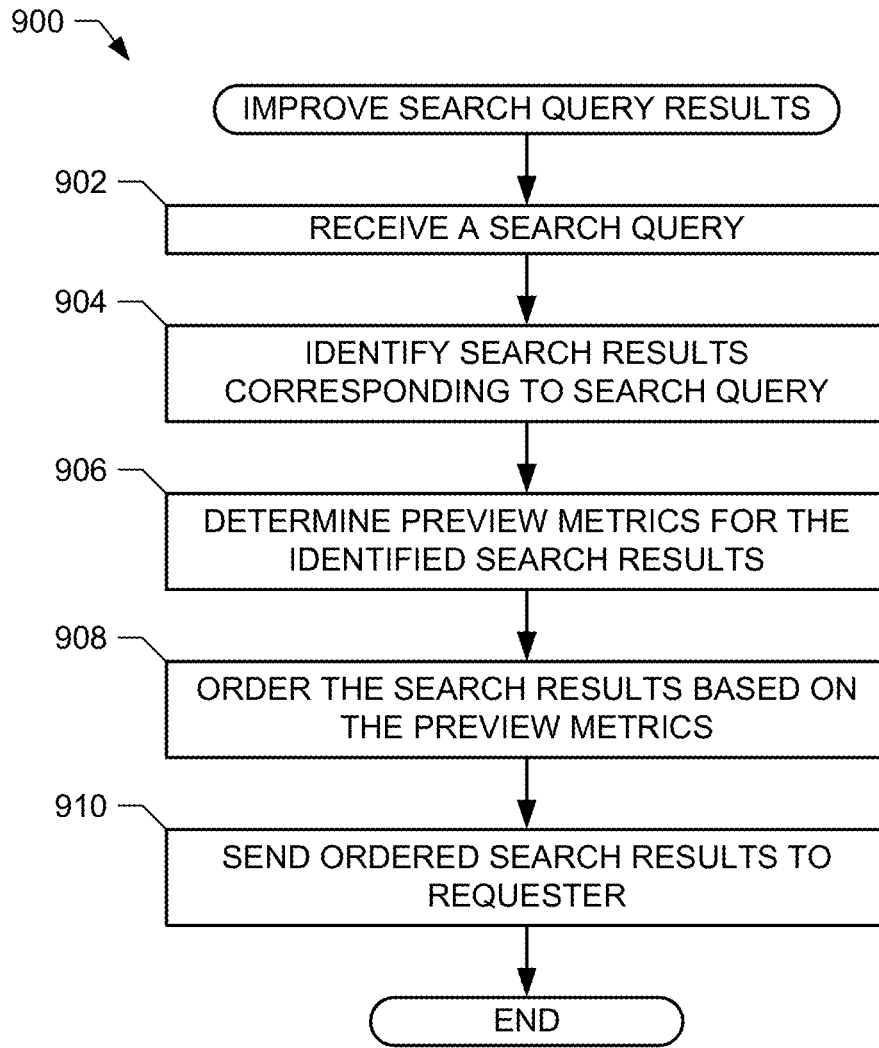 900
IMPROVE SEARCH QUERY RESULTS
902
RECEIVE A SEARCH QUERY
904
IDENTIFY SEARCH RESULTS
CORRESPONDING TO SEARCH QUERY
906
DETERMINE PREVIEW METRICS FOR THE
IDENTIFIED SEARCH RESULTS
908
ORDER THE SEARCH RESULTS BASED ON
THE PREVIEW METRICS
910
SEND ORDERED SEARCH RESULTS TO
REQUESTER
END